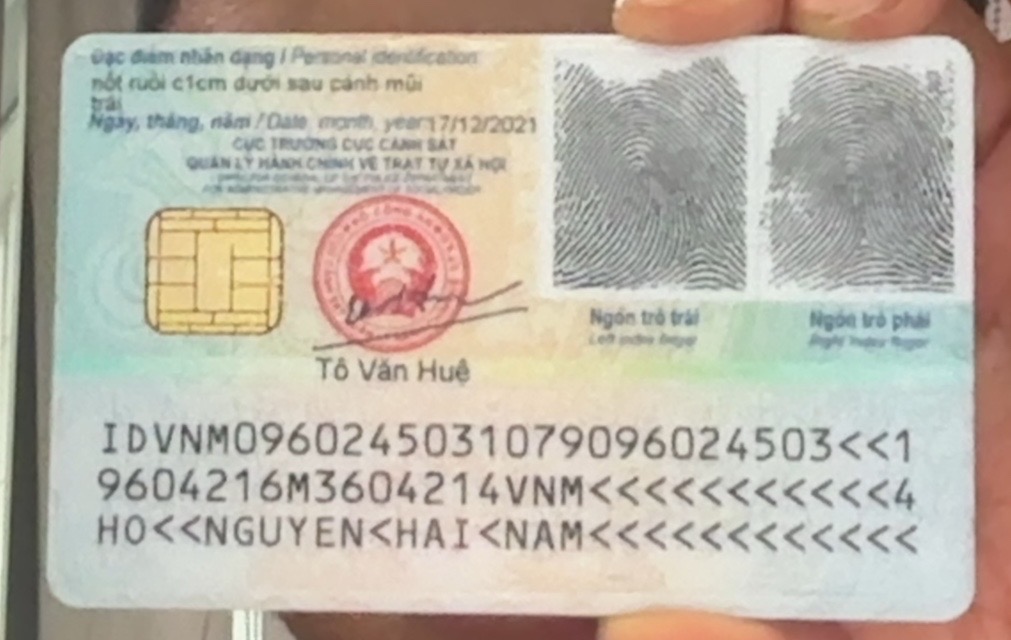 Đặc điểm nhân dạng / Personal identification
nốt ruồi c1cm dưới sau cánh mũi
trái
Ngày, tháng, năm / Date, month, year 17/12/2021
CỤC TRƯỞNG CỤC CẢNH SÁT
QUẢN LÝ HÀNH CHÍNH VỀ TRẬT TỰ XÃ HỘI
Ngón trỏ trái
Left index finger
Ngón trỏ phải
Right index finger
Tô Văn Huệ
IDVNM0960245031079096024503<<1
9604216M3604214VNM<<<<<<<<<<<4
HO<<NGUYEN<HAI<NAM<<<<<<<<<<<<